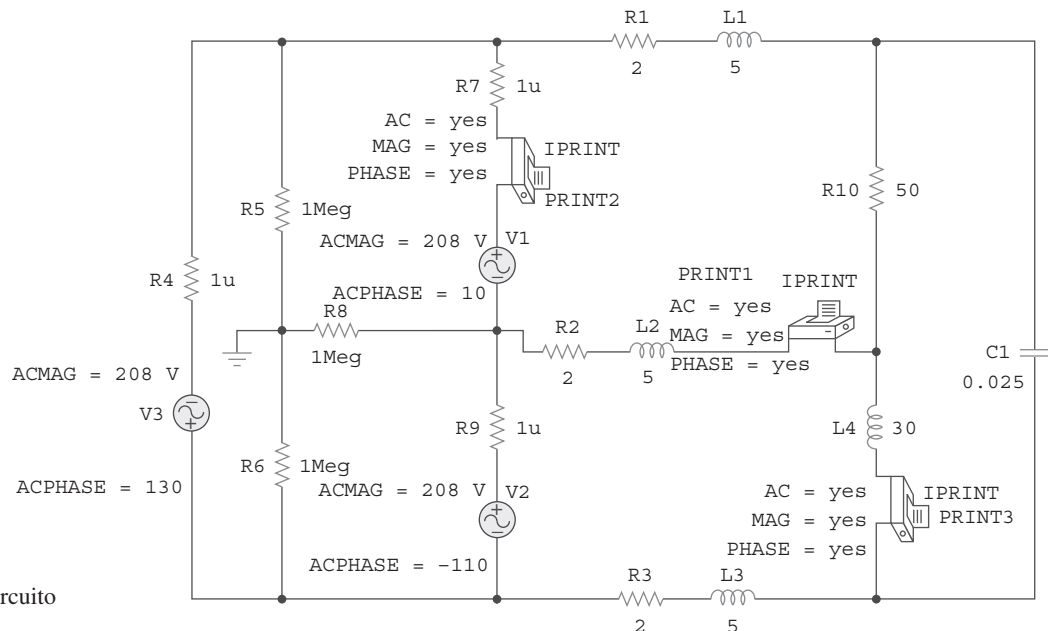 R1
L1
2
5
R7
1u
AC = yes
MAG = yes
PHASE = yes
IPRINT
PRINT2
R10
50
R5
1Meg
ACMAG = 208 V
V1
R4
1u
ACPHASE = 10
PRINT1
IPRINT
AC = yes
MAG = yes
PHASE = yes
R8
1Meg
R2
2
L2
5
C1
0.025
ACMAG = 208 V
V3
ACPHASE = 130
R9
1u
L4
30
R6
1Meg
ACMAG = 208 V
V2
ACPHASE = -110
AC = yes
MAG = yes
PHASE = yes
IPRINT
PRINT3
R3
L3
2
5
rcuito